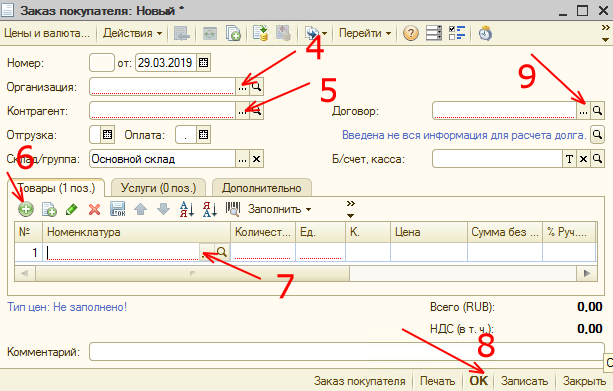 Заказ покупателя: Новый *
Цены и валюта... Действия Перейти
4
9
Номер: от: 29.03.2019
Организация: ...
5
Контрагент: ... Договор: ...
Отгрузка: Оплата: . Введена не вся информация для расчета долга.
6
Склад/группа: Основной склад ... × Б/счет, касса: T ×
Товары (1 поз.) Услуги (0 поз.) Дополнительно
Заполнить
№ Номенклатура Количест... Ед. К. Цена Сумма без ... % Руч....
1
7
Тип цен: Не заполнено! Всего (RUB): 0,00
НДС (в т. ч.): 0,00
8
Комментарий:
Заказ покупателя Печать OK Записать Закрыть